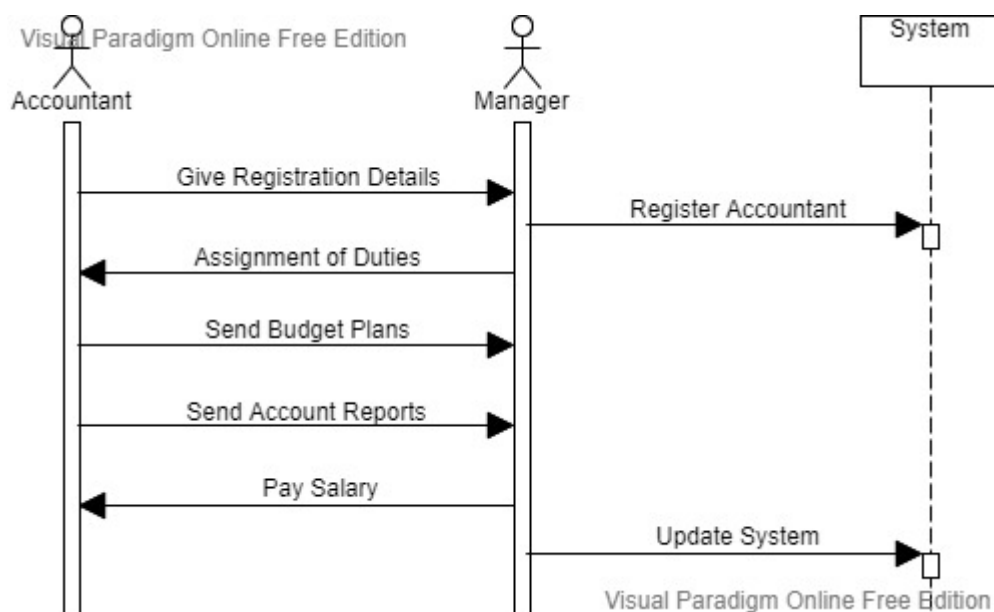 Visual Paradigm Online Free Edition
System
Accountant
Manager
Give Registration Details
Register Accountant
Assignment of Duties
Send Budget Plans
Send Account Reports
Pay Salary
Update System
Visual Paradigm Online Free Edition